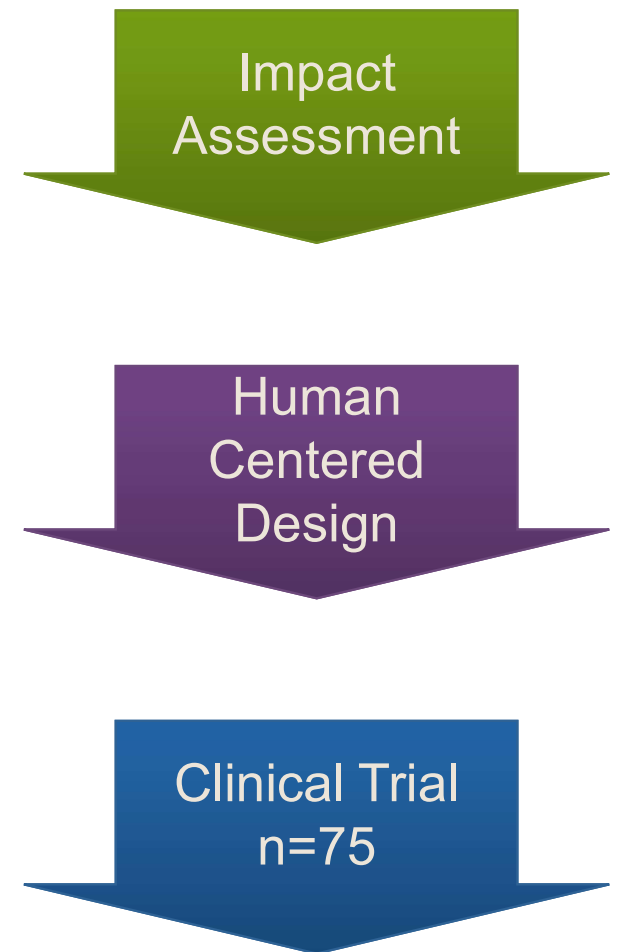 Impact
Assessment
Human
Centered
Design
Clinical Trial
n=75